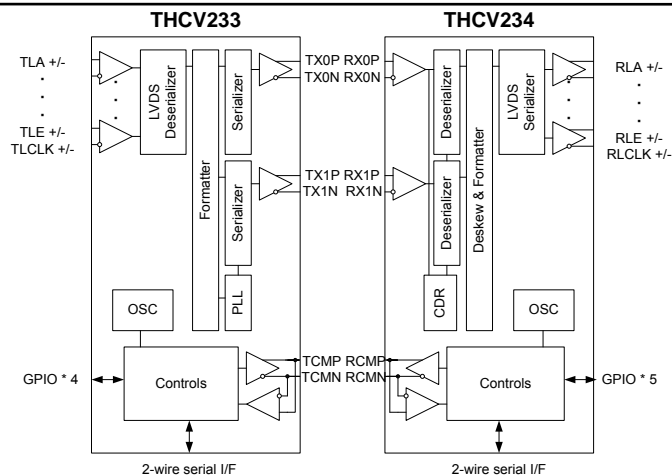 THCV233
THCV234
TLA +/-
TLE +/-
TLCLK +/-
LVDS
Deserializer
Formatter
Serializer
Serializer
PLL
OSC
Controls
GPIO * 4
2-wire serial I/F
TX0P RX0P
TX0N RX0N
TX1P RX1P
TX1N RX1N
TCMP RCMP
TCMN RCMN
Deserializer
Deserializer
CDR
Deskew & Formatter
LVDS
Serializer
OSC
Controls
RLA +/-
RLE +/-
RLCLK +/-
GPIO * 5
2-wire serial I/F